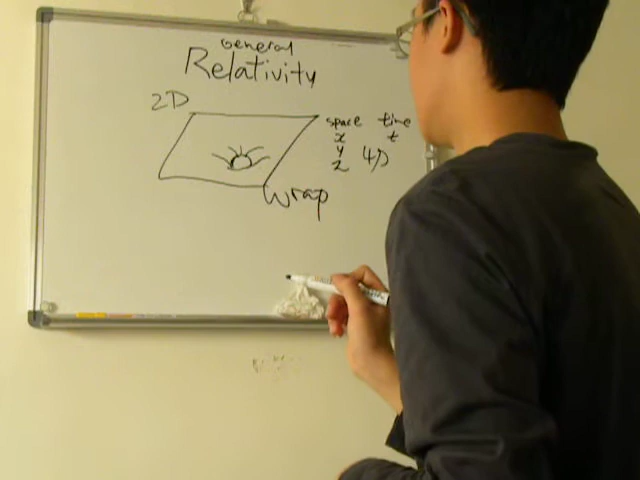 General
Relativity
2D
space time
x t
y 4D
z
Wrap